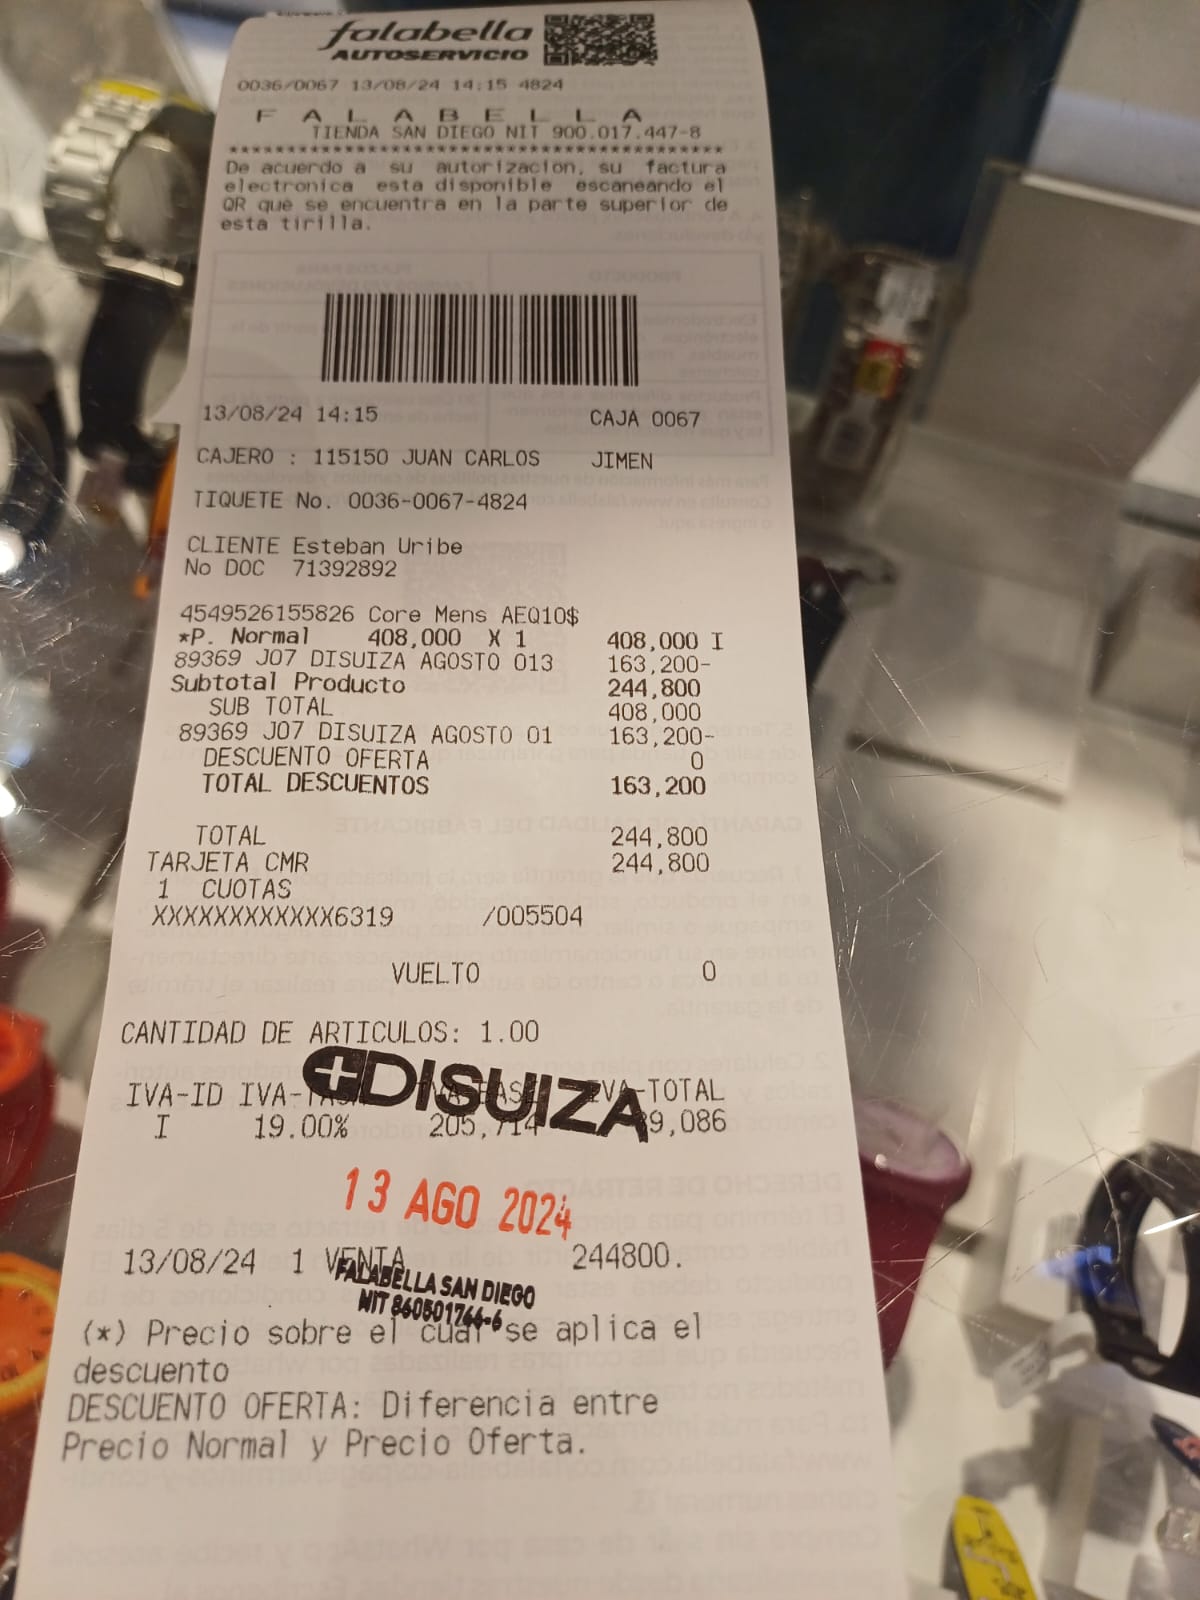 falabella
AUTOSERVICIO
0036/0067 13/08/24 14:15 4824
F A L A B E L L A
TIENDA SAN DIEGO NIT 900.017.447-8
******************************************
De acuerdo a su autorizacion, su factura
electronica esta disponible escaneando el
QR que se encuentra en la parte superior de
esta tirilla.
13/08/24 14:15 CAJA 0067
CAJERO : 115150 JUAN CARLOS JIMEN
TIQUETE No. 0036-0067-4824
CLIENTE Esteban Uribe
No DOC 71392892
4549526155826 Core Mens AEQ10$
*P. Normal 408,000 X 1 408,000 I
89369 J07 DISUIZA AGOSTO 013 163,200-
Subtotal Producto 244,800
SUB TOTAL 408,000
89369 J07 DISUIZA AGOSTO 01 163,200-
DESCUENTO OFERTA 0
TOTAL DESCUENTOS 163,200
TOTAL 244,800
TARJETA CMR 244,800
1 CUOTAS
XXXXXXXXXXXX6319 /005504
VUELTO 0
CANTIDAD DE ARTICULOS: 1.00
DISUIZA
IVA-ID IVA-TASA IVA-BASE IVA-TOTAL
I 19.00% 205,714 39,086
13 AGO 2024
13/08/24 1 VENTA 244800.
FALABELLA SAN DIEGO
NIT 860501766-6
(*) Precio sobre el cual se aplica el
descuento
DESCUENTO OFERTA: Diferencia entre
Precio Normal y Precio Oferta.